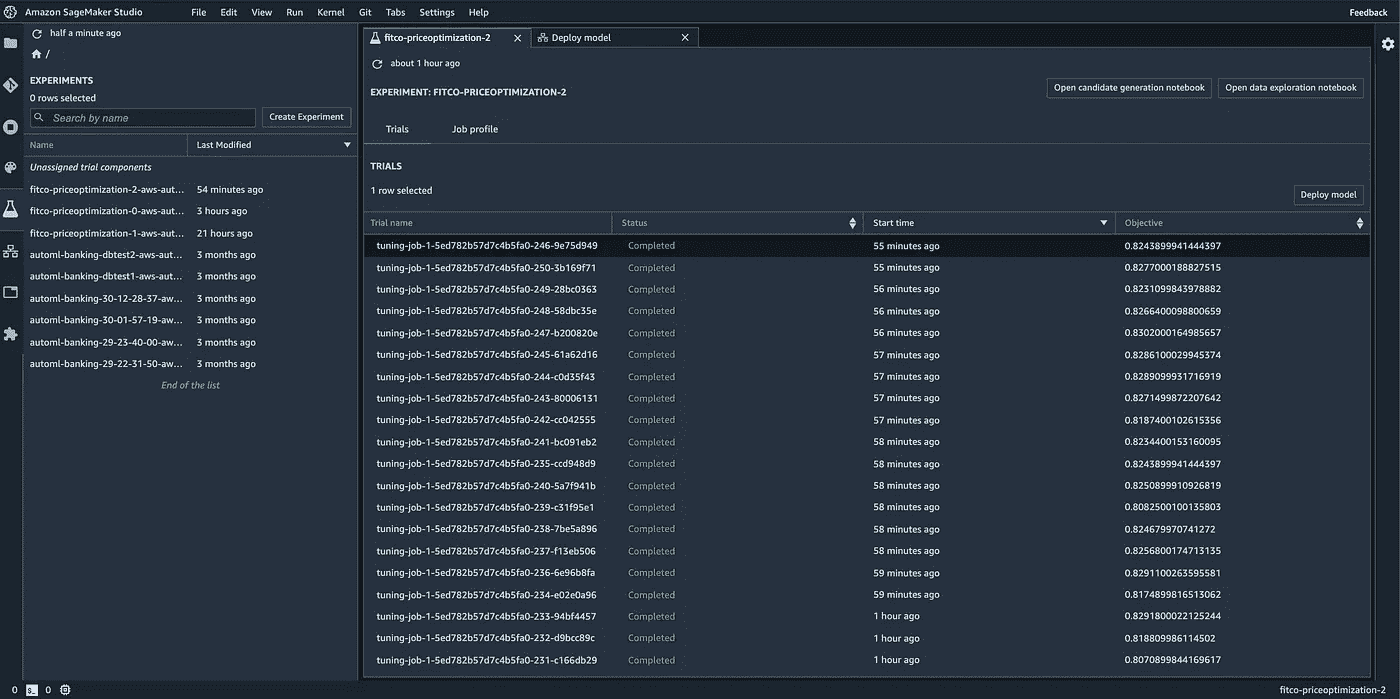 Amazon SageMaker Studio File Edit View Run Kernel Git Tabs Settings Help Feedback
half a minute ago
/
EXPERIMENTS
0 rows selected
Search by name Create Experiment
Name Last Modified
Unassigned trial components
fitco-priceoptimization-2-aws-aut... 54 minutes ago
fitco-priceoptimization-0-aws-aut... 3 hours ago
fitco-priceoptimization-1-aws-aut... 21 hours ago
automl-banking-dbtest2-aws-aut... 3 months ago
automl-banking-dbtest1-aws-aut... 3 months ago
automl-banking-30-12-28-37-aw... 3 months ago
automl-banking-30-01-57-19-aw... 3 months ago
automl-banking-29-23-40-00-aw... 3 months ago
automl-banking-29-22-31-50-aw... 3 months ago
End of the list
fitco-priceoptimization-2 Deploy model
about 1 hour ago
EXPERIMENT: FITCO-PRICEOPTIMIZATION-2 Open candidate generation notebook Open data exploration notebook
Trials Job profile
TRIALS
1 row selected
Deploy model
Trial name Status Start time Objective
tuning-job-1-5ed782b57d7c4b5fa0-246-9e75d949 Completed 55 minutes ago 0.8243899941444397
tuning-job-1-5ed782b57d7c4b5fa0-250-3b169f71 Completed 55 minutes ago 0.8277000188827515
tuning-job-1-5ed782b57d7c4b5fa0-249-28bc0363 Completed 56 minutes ago 0.8231099843978882
tuning-job-1-5ed782b57d7c4b5fa0-248-58dbc35e Completed 56 minutes ago 0.8266400098800659
tuning-job-1-5ed782b57d7c4b5fa0-247-b200820e Completed 56 minutes ago 0.8302000164985657
tuning-job-1-5ed782b57d7c4b5fa0-245-61a62d16 Completed 57 minutes ago 0.8286100029945374
tuning-job-1-5ed782b57d7c4b5fa0-244-c0d35f43 Completed 57 minutes ago 0.8289099931716919
tuning-job-1-5ed782b57d7c4b5fa0-243-80006131 Completed 57 minutes ago 0.8271499872207642
tuning-job-1-5ed782b57d7c4b5fa0-242-cc042555 Completed 57 minutes ago 0.8187400102615356
tuning-job-1-5ed782b57d7c4b5fa0-241-bc091eb2 Completed 58 minutes ago 0.8234400153160095
tuning-job-1-5ed782b57d7c4b5fa0-235-ccd948d9 Completed 58 minutes ago 0.8243899941444397
tuning-job-1-5ed782b57d7c4b5fa0-240-5a7f941b Completed 58 minutes ago 0.8250899910926819
tuning-job-1-5ed782b57d7c4b5fa0-239-c31f95e1 Completed 58 minutes ago 0.8082500100135803
tuning-job-1-5ed782b57d7c4b5fa0-238-7be5a896 Completed 58 minutes ago 0.824679970741272
tuning-job-1-5ed782b57d7c4b5fa0-237-f13eb506 Completed 58 minutes ago 0.8256800174713135
tuning-job-1-5ed782b57d7c4b5fa0-236-6e96b8fa Completed 59 minutes ago 0.8291100263595581
tuning-job-1-5ed782b57d7c4b5fa0-234-e02e0a96 Completed 59 minutes ago 0.8174899816513062
tuning-job-1-5ed782b57d7c4b5fa0-233-94bf4457 Completed 1 hour ago 0.8291800022125244
tuning-job-1-5ed782b57d7c4b5fa0-232-d9bcc89c Completed 1 hour ago 0.818809986114502
tuning-job-1-5ed782b57d7c4b5fa0-231-c166db29 Completed 1 hour ago 0.8070899844169617
0 0 fitco-priceoptimization-2